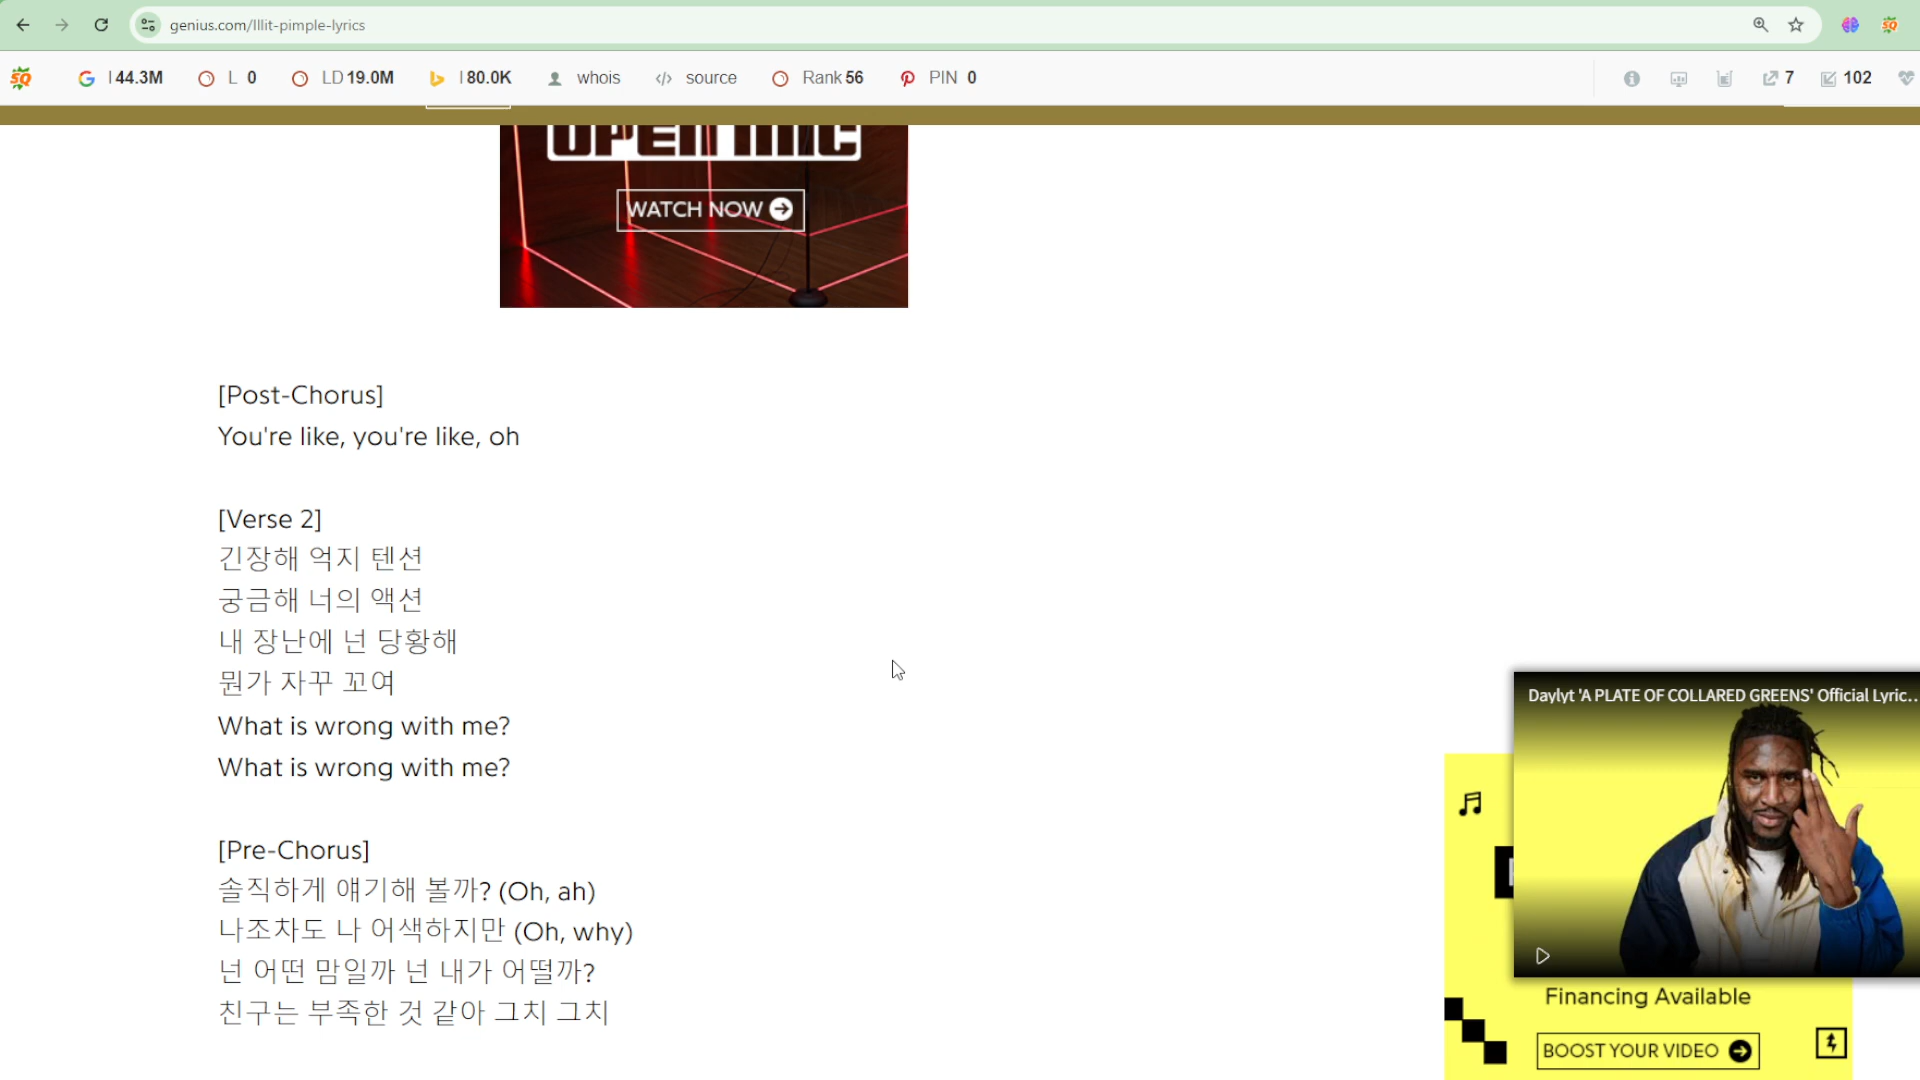 genius.com/Illit-pimple-lyrics
SQ I 44.3M L 0 LD 19.0M I 80.0K whois </> source Rank 56 PIN 0 7 102
OPEN MIC
WATCH NOW
[Post-Chorus]
You're like, you're like, oh
[Verse 2]
긴장해 억지 텐션
궁금해 너의 액션
내 장난에 넌 당황해
뭔가 자꾸 꼬여
What is wrong with me?
What is wrong with me?
[Pre-Chorus]
솔직하게 얘기해 볼까? (Oh, ah)
나조차도 나 어색하지만 (Oh, why)
넌 어떤 맘일까 넌 내가 어떨까?
친구는 부족한 것 같아 그치 그치
Daylyt 'A PLATE OF COLLARED GREENS' Official Lyric...
Financing Available
BOOST YOUR VIDEO